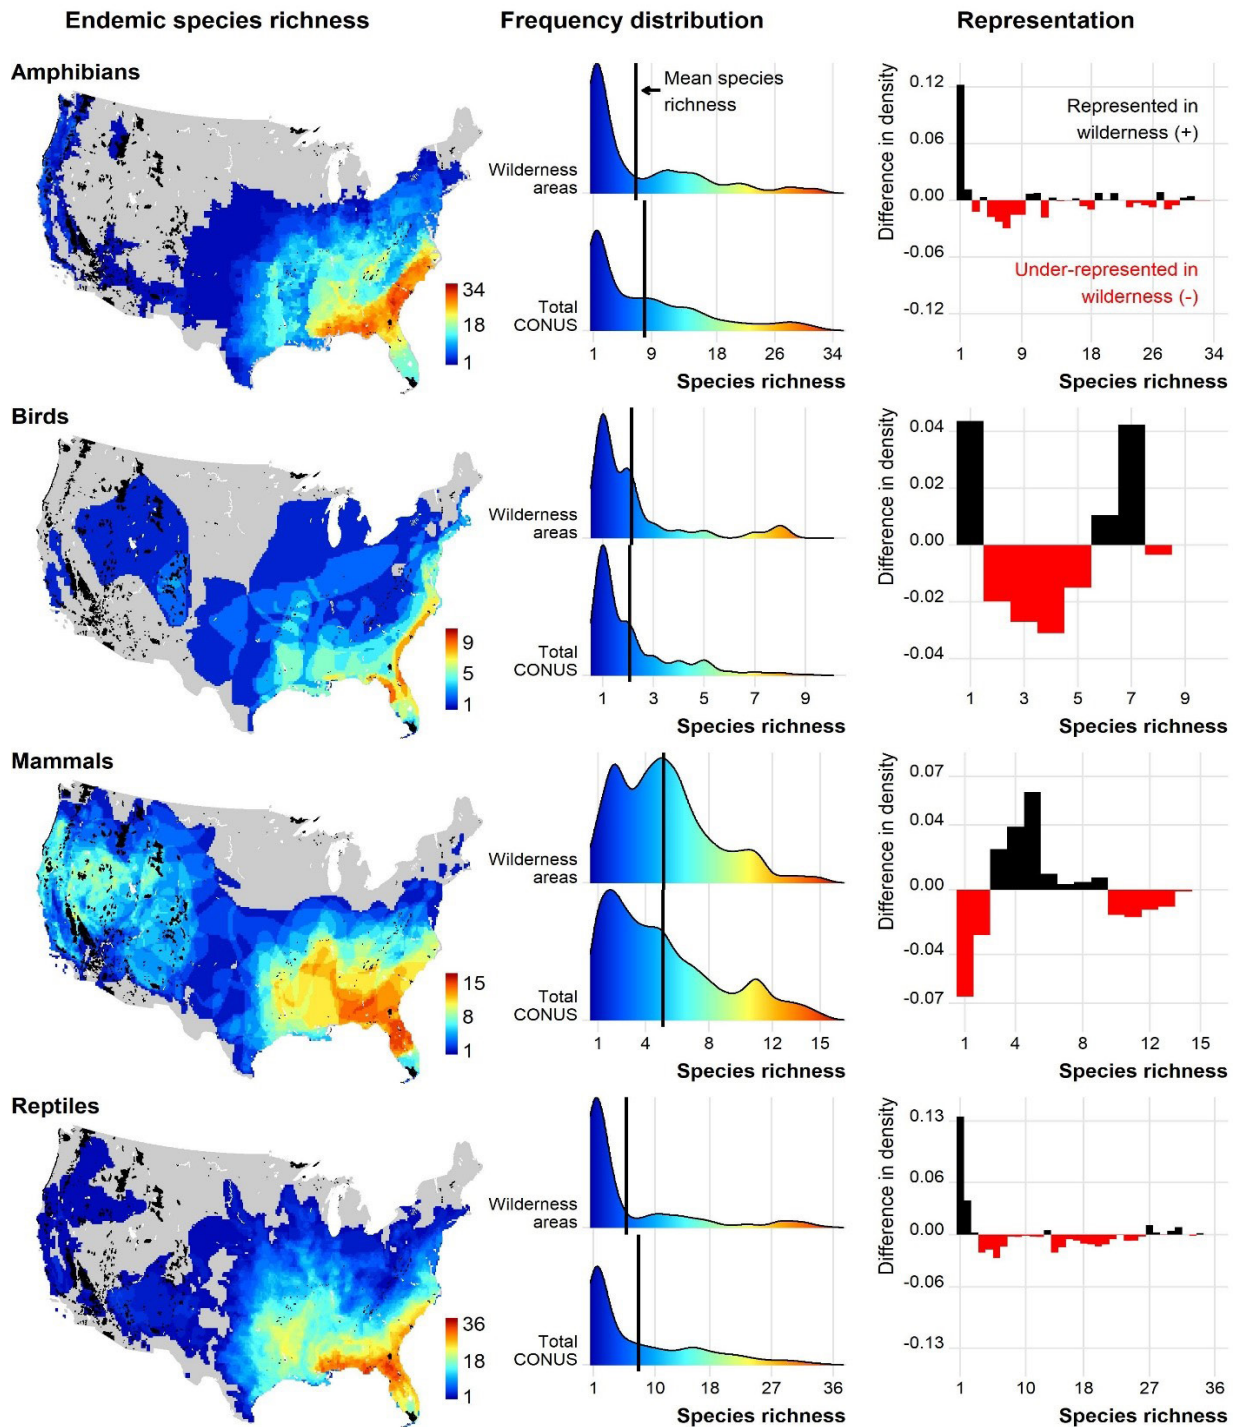 Endemic species richness
Frequency distribution
Representation
Amphibians
34
18
1
Mean species
richness
Wilderness
areas
Total
CONUS
1 9 18 26 34
Species richness
Difference in density
0.12
0.06
0.00
-0.06
-0.12
Represented in
wilderness (+)
Under-represented in
wilderness (-)
1 9 18 26 34
Species richness
Birds
9
5
1
Wilderness
areas
Total
CONUS
1 3 5 7 9
Species richness
Difference in density
0.04
0.02
0.00
-0.02
-0.04
1 3 5 7 9
Species richness
Mammals
15
8
1
Wilderness
areas
Total
CONUS
1 4 8 12 15
Species richness
Difference in density
0.07
0.04
0.00
-0.04
-0.07
1 4 8 12 15
Species richness
Reptiles
36
18
1
Wilderness
areas
Total
CONUS
1 10 18 27 36
Species richness
Difference in density
0.13
0.06
0.00
-0.06
-0.13
1 10 18 27 36
Species richness